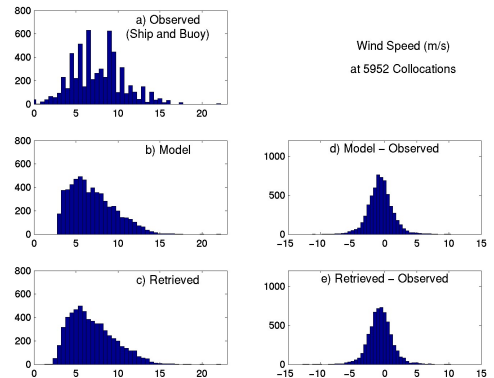 a) Observed
(Ship and Buoy)
800
600
400
200
0
0 5 10 15 20
Wind Speed (m/s)
at 5952 Collocations
b) Model
800
600
400
200
0
0 5 10 15 20
d) Model − Observed
1000
500
0
−15 −10 −5 0 5 10 15
c) Retrieved
800
600
400
200
0
0 5 10 15 20
e) Retrieved − Observed
1000
500
0
−15 −10 −5 0 5 10 15